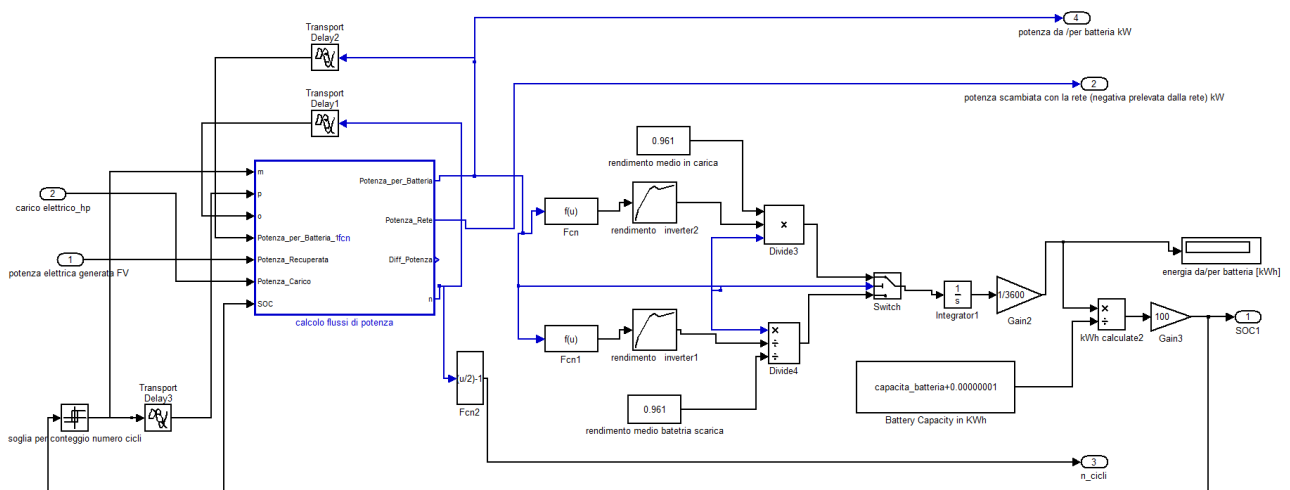 4
potenza da /per batteria kW
Transport
Delay2
2
potenza scambiata con la rete (negativa prelevata dalla rete) kW
Transport
Delay1
0.961
rendimento medio in carica
m
p
o
Potenza_per_Batteria_1
Potenza_Recuperata
Potenza_Carico
SOC
fcn
Potenza_per_Batteria
Potenza_Rete
Diff_Potenza
n
calcolo flussi di potenza
2
carico elettrico_hp
1
potenza elettrica generata FV
f(u)
Fcn
rendimento inverter2
×
Divide3
energia da/per batteria [kWh]
Switch
1
s
Integrator1
1/3600
Gain2
×
÷
kWh calculate2
100
Gain3
1
SOC1
f(u)
Fcn1
rendimento inverter1
×
÷
÷
Divide4
(u/2)-1
Fcn2
capacita_batteria+0.00000001
Battery Capacity in KWh
0.961
rendimento medio batetria scarica
Transport
Delay3
soglia per conteggio numero cicli
3
n_cicli